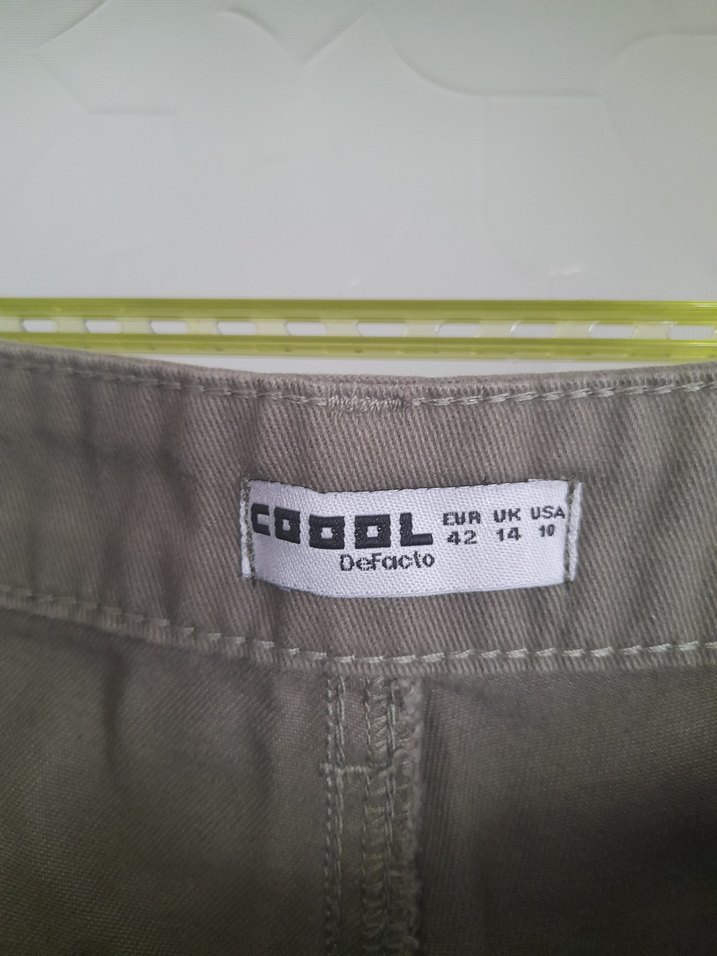 COOOL EUR UK USA
42 14 10
DeFacto